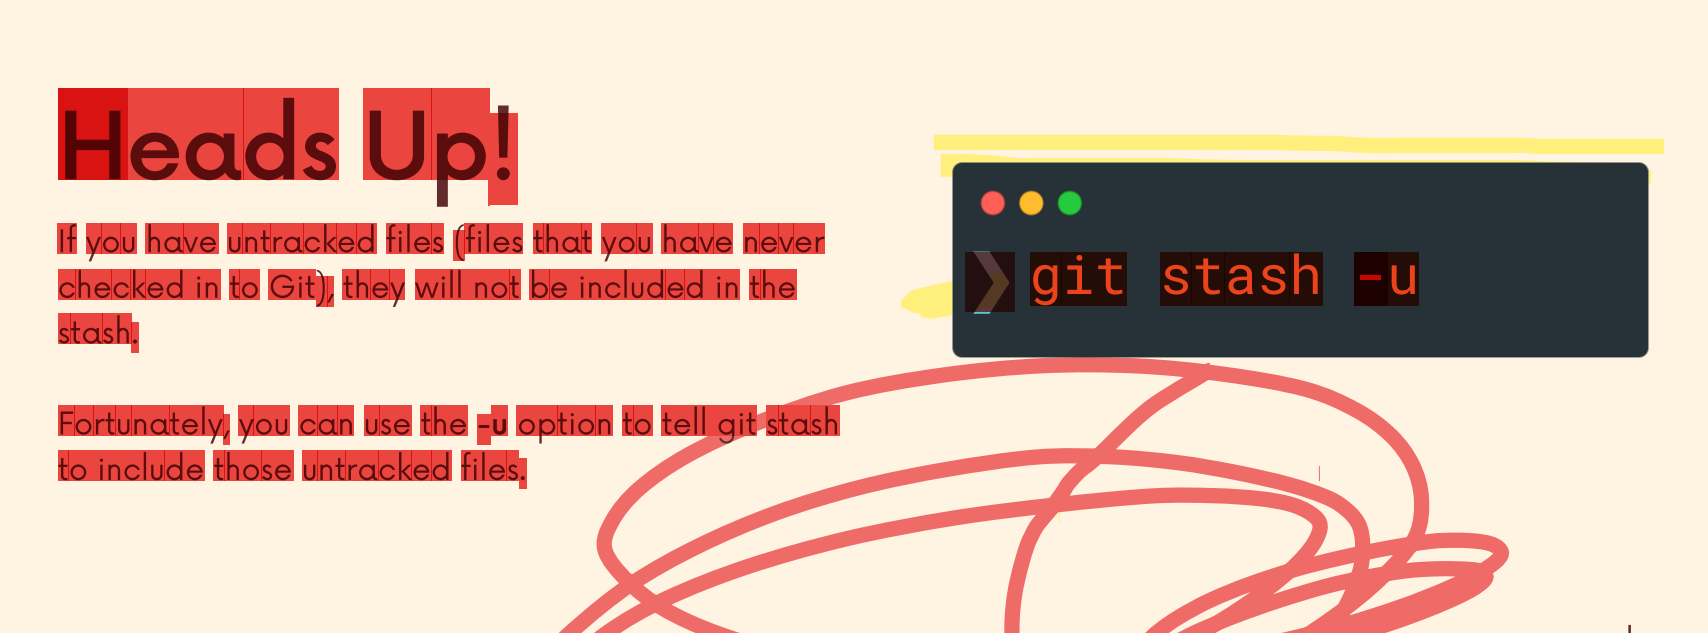 Heads Up!
If you have untracked files (files that you have never
checked in to Git), they will not be included in the
stash.
Fortunately, you can use the -u option to tell git stash
to include those untracked files.
❯ git stash -u